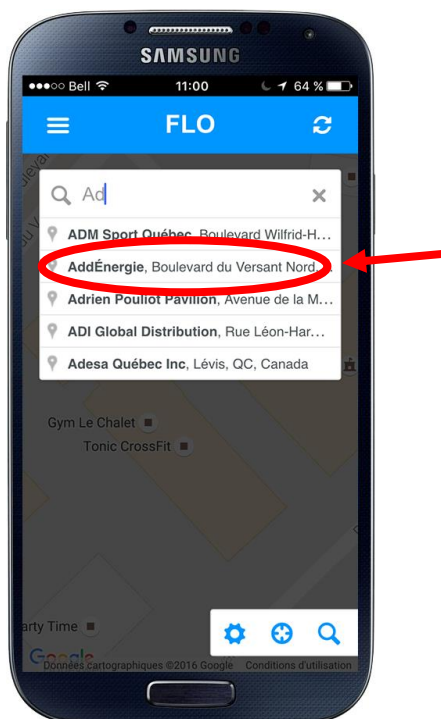 SAMSUNG
Bell 11:00 64 %
FLO
Ad
ADM Sport Québec, Boulevard Wilfrid-H...
AddÉnergie, Boulevard du Versant Nord...
Adrien Pouliot Pavillon, Avenue de la M...
ADI Global Distribution, Rue Léon-Har...
Adesa Québec Inc, Lévis, QC, Canada
Gym Le Chalet
Tonic CrossFit
arty Time
Google
Données cartographiques ©2016 Google Conditions d'utilisation